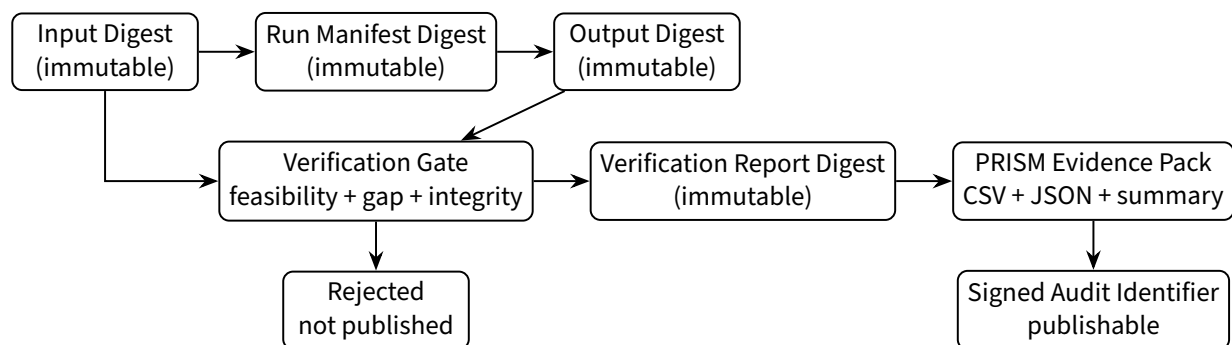 Input Digest
(immutable)
Run Manifest Digest
(immutable)
Output Digest
(immutable)
Verification Gate
feasibility + gap + integrity
Verification Report Digest
(immutable)
PRISM Evidence Pack
CSV + JSON + summary
Rejected
not published
Signed Audit Identifier
publishable